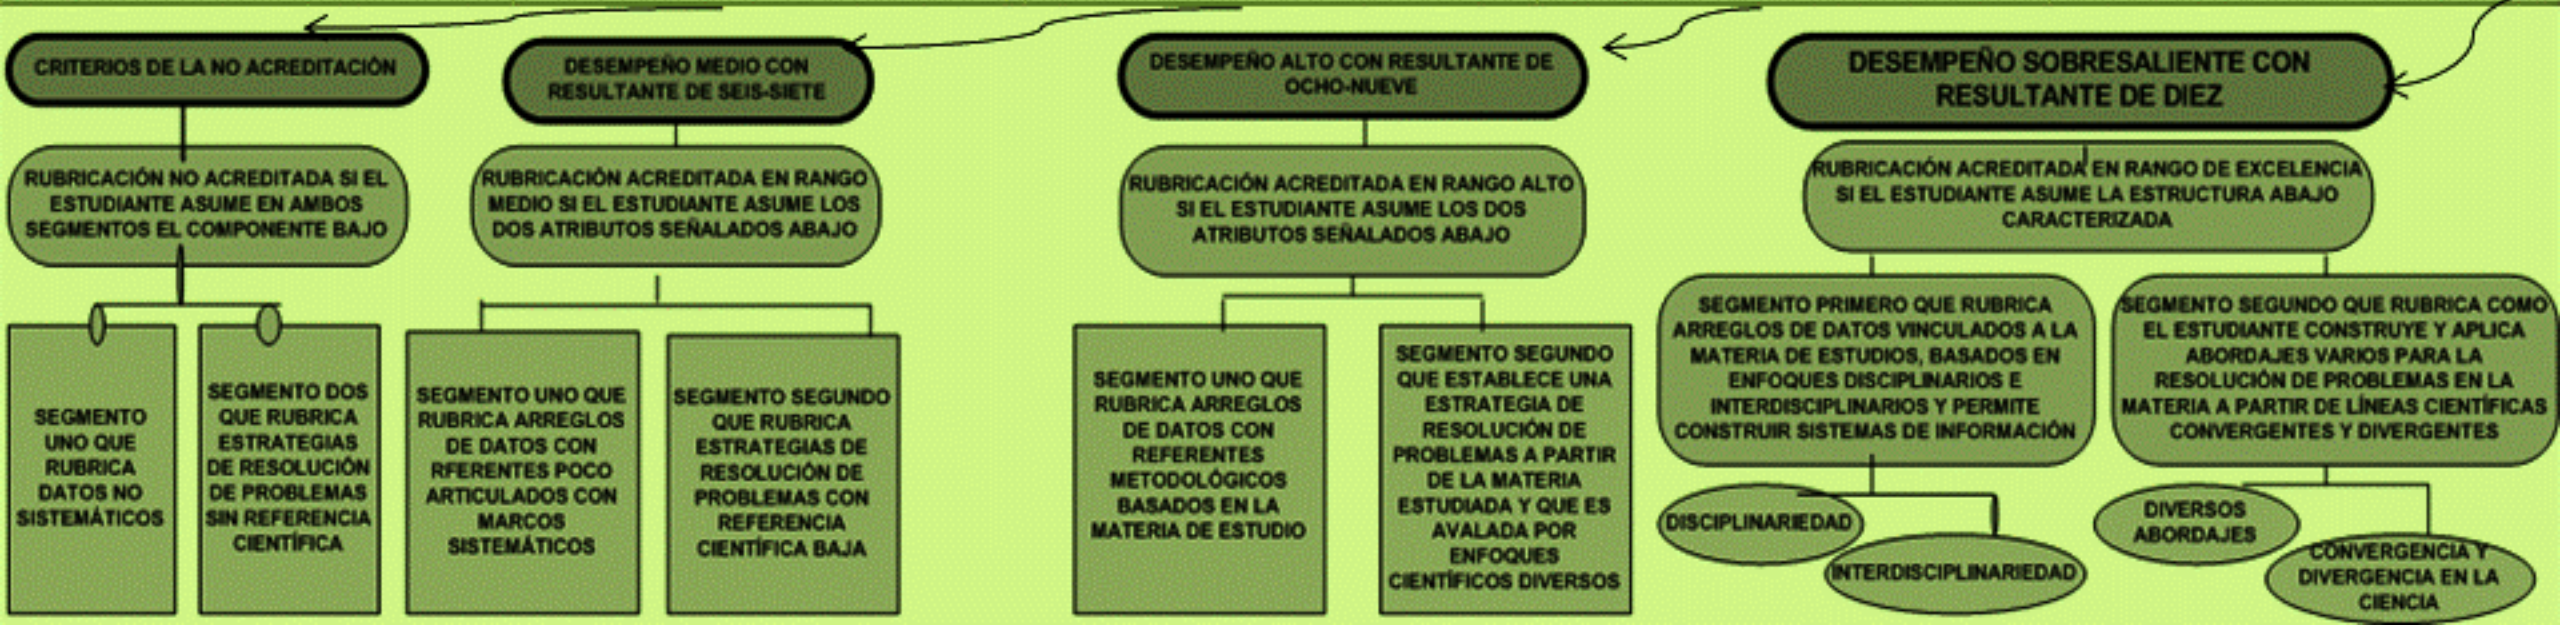 CRITERIOS DE LA NO ACREDITACIÓN
RUBRICACIÓN NO ACREDITADA SI EL
ESTUDIANTE ASUME EN AMBOS
SEGMENTOS EL COMPONENTE BAJO
SEGMENTO
UNO QUE
RUBRICA
DATOS NO
SISTEMÁTICOS
SEGMENTO DOS
QUE RUBRICA
ESTRATEGIAS
DE RESOLUCIÓN
DE PROBLEMAS
SIN REFERENCIA
CIENTÍFICA
DESEMPEÑO MEDIO CON
RESULTANTE DE SEIS-SIETE
RUBRICACIÓN ACREDITADA EN RANGO
MEDIO SI EL ESTUDIANTE ASUME LOS
DOS ATRIBUTOS SEÑALADOS ABAJO
SEGMENTO UNO QUE
RUBRICA ARREGLOS
DE DATOS CON
RFERENTES POCO
ARTICULADOS CON
MARCOS
SISTEMÁTICOS
SEGMENTO SEGUNDO
QUE RUBRICA
ESTRATEGIAS DE
RESOLUCIÓN DE
PROBLEMAS CON
REFERENCIA
CIENTÍFICA BAJA
DESEMPEÑO ALTO CON RESULTANTE DE
OCHO-NUEVE
RUBRICACIÓN ACREDITADA EN RANGO ALTO
SI EL ESTUDIANTE ASUME LOS DOS
ATRIBUTOS SEÑALADOS ABAJO
SEGMENTO UNO QUE
RUBRICA ARREGLOS
DE DATOS CON
REFERENTES
METODOLÓGICOS
BASADOS EN LA
MATERIA DE ESTUDIO
SEGMENTO SEGUNDO
QUE ESTABLECE UNA
ESTRATEGIA DE
RESOLUCIÓN DE
PROBLEMAS A PARTIR
DE LA MATERIA
ESTUDIADA Y QUE ES
AVALADA POR
ENFOQUES
CIENTÍFICOS DIVERSOS
DESEMPEÑO SOBRESALIENTE CON
RESULTANTE DE DIEZ
RUBRICACIÓN ACREDITADA EN RANGO DE EXCELENCIA
SI EL ESTUDIANTE ASUME LA ESTRUCTURA ABAJO
CARACTERIZADA
SEGMENTO PRIMERO QUE RUBRICA
ARREGLOS DE DATOS VINCULADOS A LA
MATERIA DE ESTUDIOS, BASADOS EN
ENFOQUES DISCIPLINARIOS E
INTERDISCIPLINARIOS Y PERMITE
CONSTRUIR SISTEMAS DE INFORMACIÓN
DISCIPLINARIEDAD
INTERDISCIPLINARIEDAD
SEGMENTO SEGUNDO QUE RUBRICA COMO
EL ESTUDIANTE CONSTRUYE Y APLICA
ABORDAJES VARIOS PARA LA
RESOLUCIÓN DE PROBLEMAS EN LA
MATERIA A PARTIR DE LÍNEAS CIENTÍFICAS
CONVERGENTES Y DIVERGENTES
DIVERSOS
ABORDAJES
CONVERGENCIA Y
DIVERGENCIA EN LA
CIENCIA